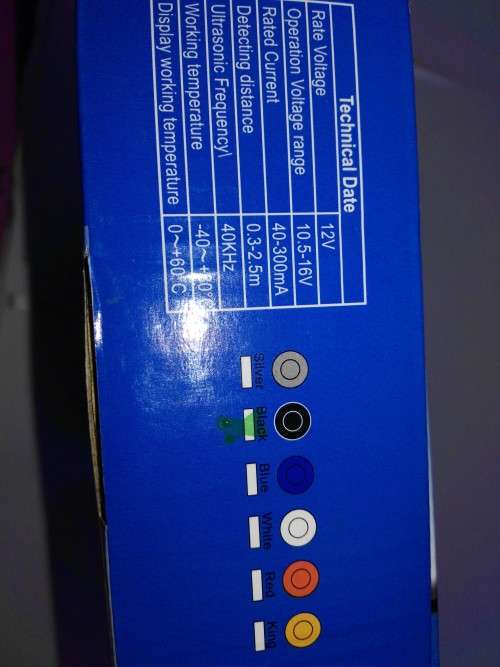 Technical Date
Rate Voltage 12V
Operation Voltage range 10.5-16V
Rated Current 40-300mA
Detecting distance 0.3-2.5m
Ultrasonic Frequency\ 40KHz
Working temperature -40～+
Display working temperature 0～+60°C
Silver
Black
Blue
White
Red
King